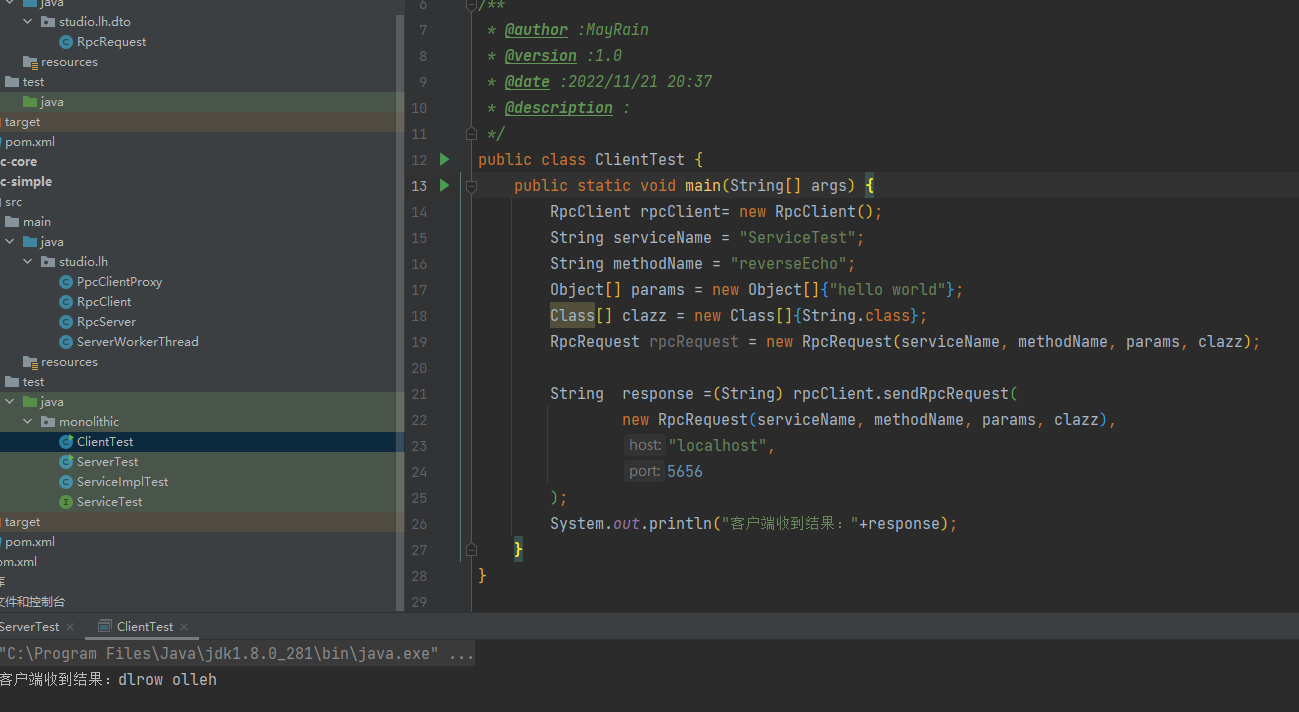 java
studio.lh.dto
RpcRequest
resources
test
java
target
pom.xml
c-core
c-simple
src
main
java
studio.lh
PpcClientProxy
RpcClient
RpcServer
ServerWorkerThread
resources
test
java
monolithic
ClientTest
ServerTest
ServiceImplTest
ServiceTest
target
pom.xml
om.xml
库
文件和控制台
6 /**
7 * @author :MayRain
8 * @version :1.0
9 * @date :2022/11/21 20:37
10 * @description :
11 */
12 public class ClientTest {
13 public static void main(String[] args) {
14 RpcClient rpcClient= new RpcClient();
15 String serviceName = "ServiceTest";
16 String methodName = "reverseEcho";
17 Object[] params = new Object[]{"hello world"};
18 Class[] clazz = new Class[]{String.class};
19 RpcRequest rpcRequest = new RpcRequest(serviceName, methodName, params, clazz);
20
21 String  response =(String) rpcClient.sendRpcRequest(
22 new RpcRequest(serviceName, methodName, params, clazz),
23 host: "localhost",
24 port: 5656
25 );
26 System.out.println("客户端收到结果："+response);
27 }
28 }
29
ServerTest × ClientTest ×
"C:\Program Files\Java\jdk1.8.0_281\bin\java.exe" ...
客户端收到结果：dlrow olleh